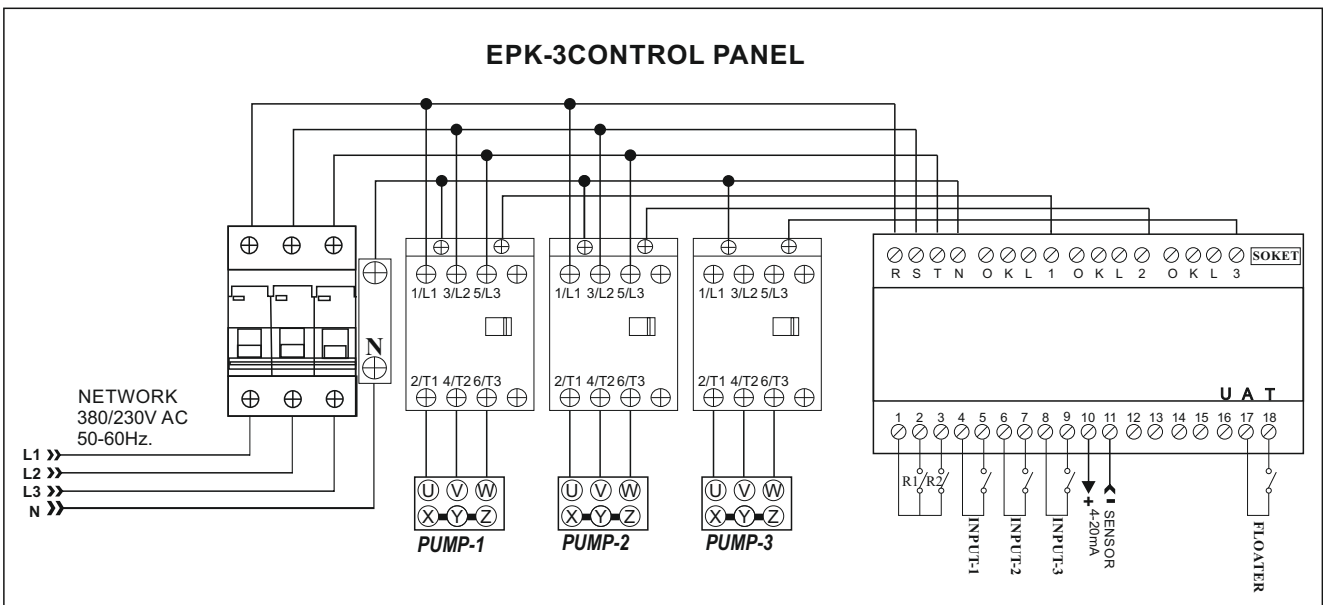 EPK-3CONTROL PANEL
R S T N O K L 1 O K L 2 O K L 3 SOKET
1/L1 3/L2 5/L3
1/L1 3/L2 5/L3
1/L1 3/L2 5/L3
N
2/T1 4/T2 6/T3
2/T1 4/T2 6/T3
2/T1 4/T2 6/T3
U A T
1 2 3 4 5 6 7 8 9 10 11 12 13 14 15 16 17 18
NETWORK
380/230V AC
50-60Hz.
L1
L2
L3
N
U V W
X Y Z
PUMP-1
U V W
X Y Z
PUMP-2
U V W
X Y Z
PUMP-3
R1 R2
INPUT-1
INPUT-2
INPUT-3
+ -
4-20mA
SENSOR
FLOATER